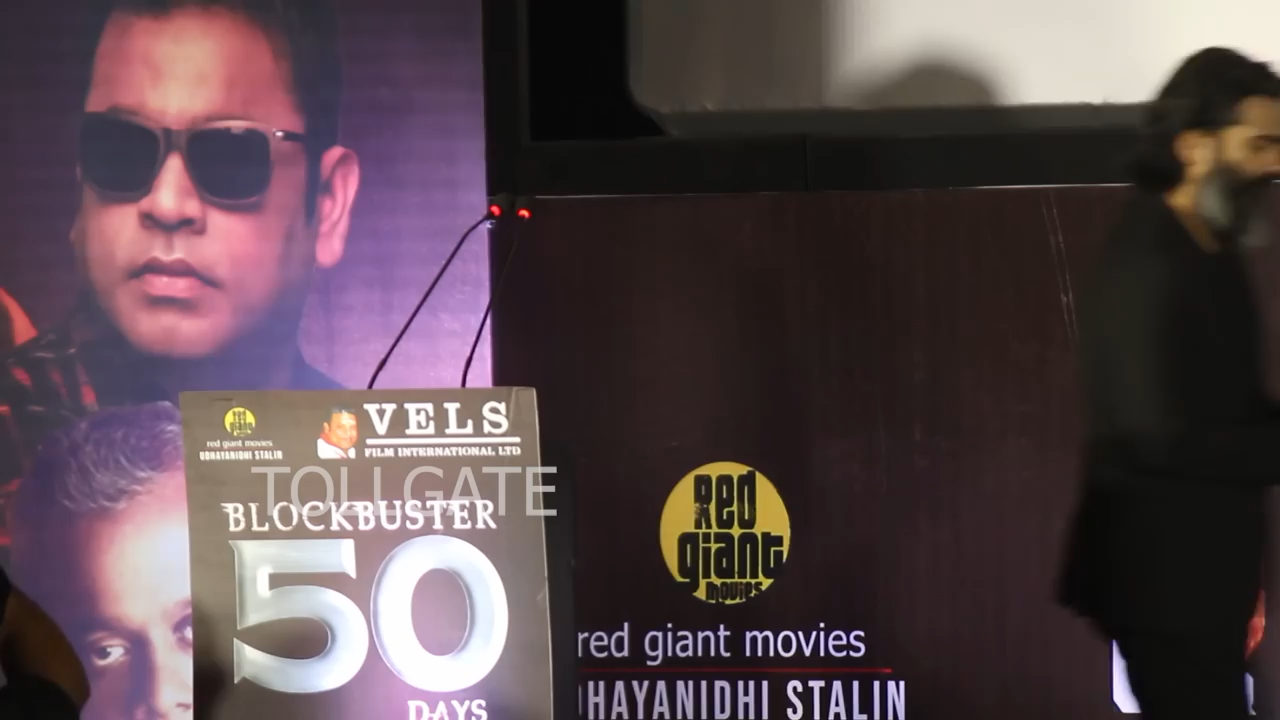 red giant movies
UDHAYANIDHI STALIN
VELS
FILM INTERNATIONAL LTD
TOLLGATE
BLOCKBUSTER
50
DAYS
Red
giant
movies
red giant movies
DHAYANIDHI STALIN